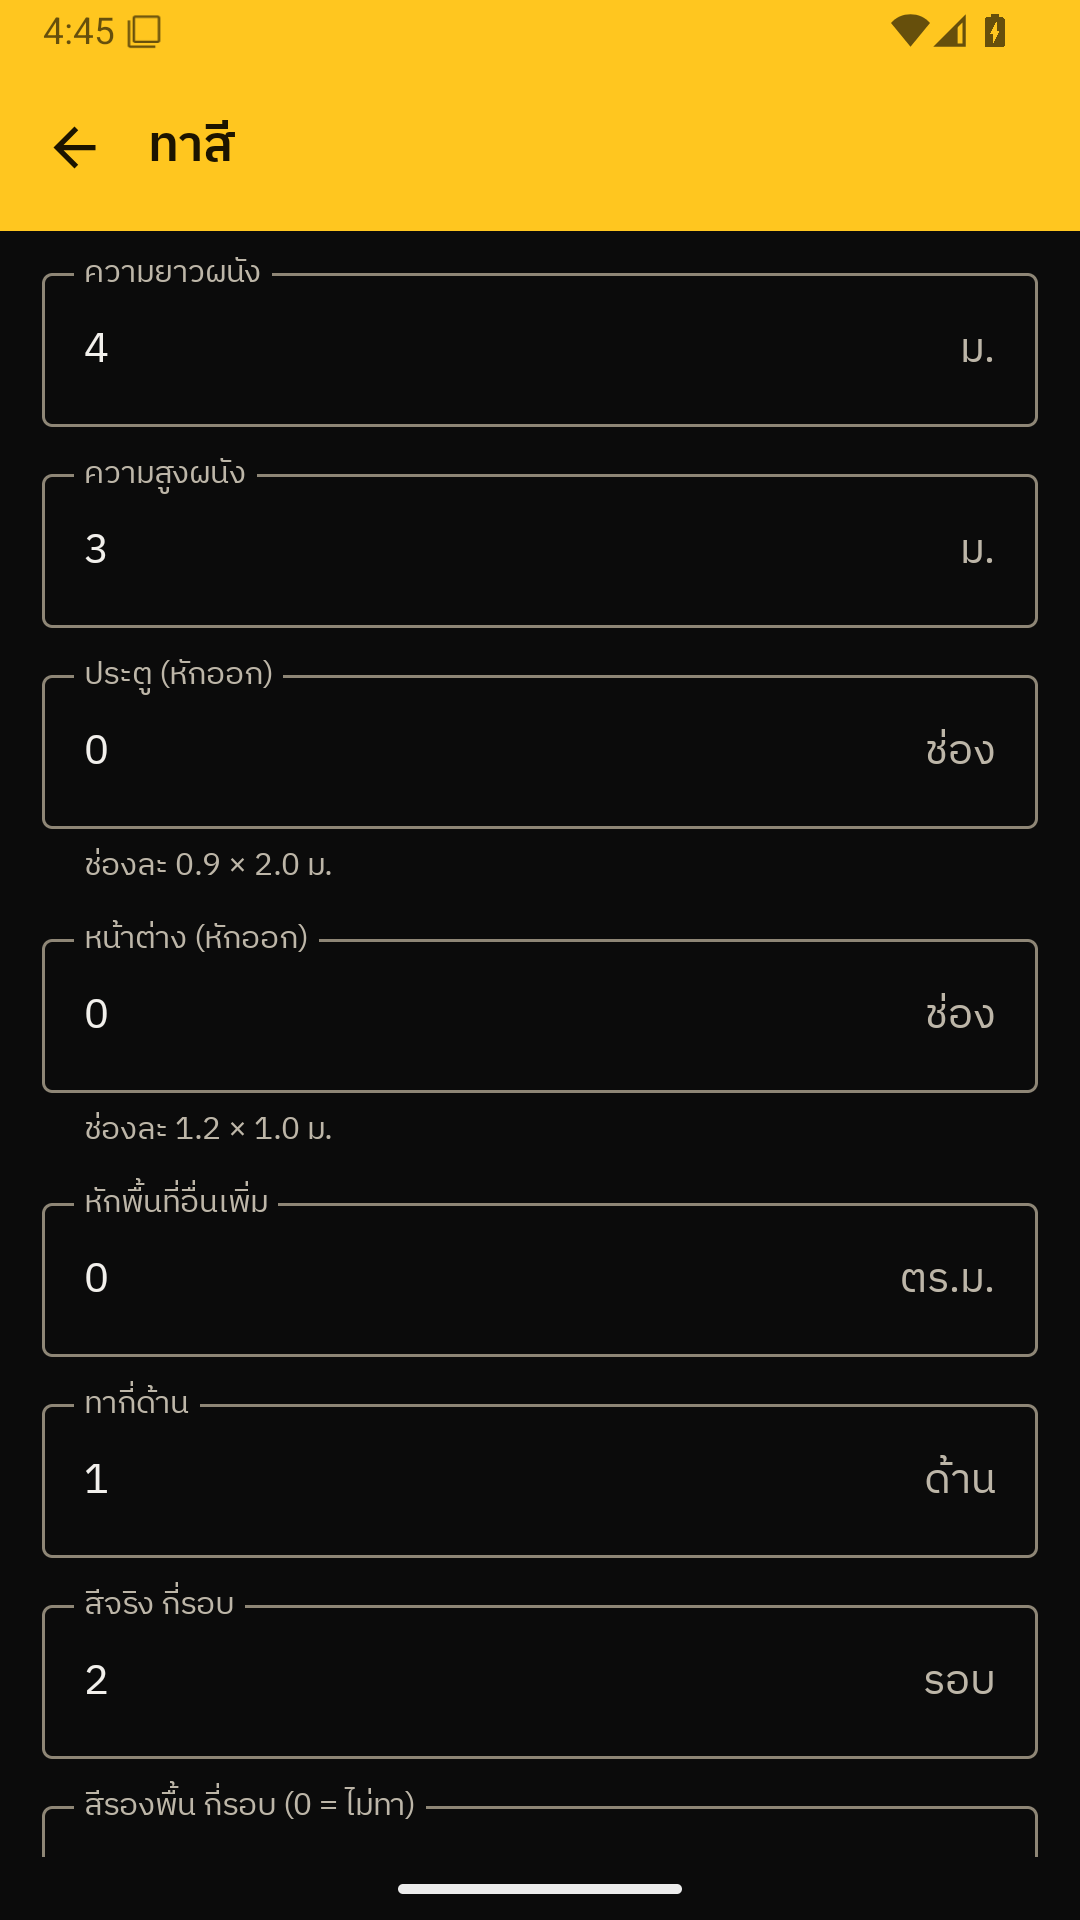 4:45
ทาสี
ความยาวผนัง
4 ม.
ความสูงผนัง
3 ม.
ประตู (หักออก)
0 ช่อง
ช่องละ 0.9 × 2.0 ม.
หน้าต่าง (หักออก)
0 ช่อง
ช่องละ 1.2 × 1.0 ม.
หักพื้นที่อื่นเพิ่ม
0 ตร.ม.
ทากี่ด้าน
1 ด้าน
สีจริง กี่รอบ
2 รอบ
สีรองพื้น กี่รอบ (0 = ไม่ทา)